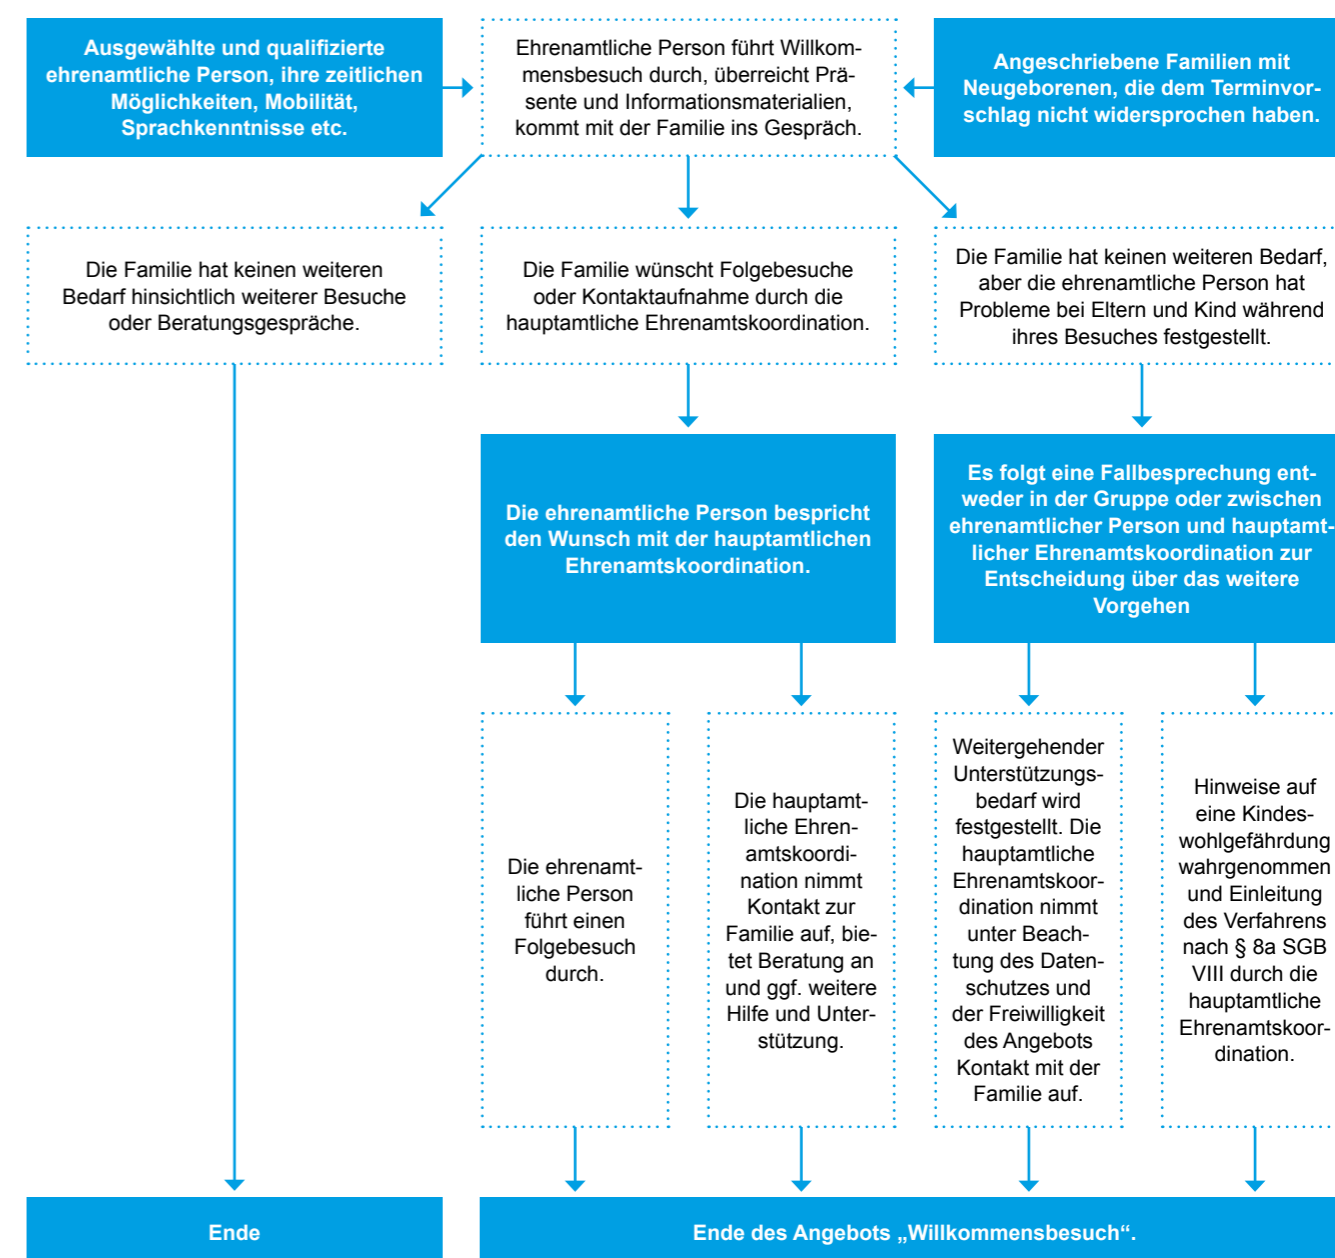 Ausgewählte und qualifizierte
ehrenamtliche Person, ihre zeitlichen
Möglichkeiten, Mobilität,
Sprachkenntnisse etc.
Ehrenamtliche Person führt Willkom-
mensbesuch durch, überreicht Prä-
sente und Informationsmaterialien,
kommt mit der Familie ins Gespräch.
Angeschriebene Familien mit
Neugeborenen, die dem Terminvor-
schlag nicht widersprochen haben.
Die Familie hat keinen weiteren
Bedarf hinsichtlich weiterer Besuche
oder Beratungsgespräche.
Die Familie wünscht Folgebesuche
oder Kontaktaufnahme durch die
hauptamtliche Ehrenamtskoordination.
Die Familie hat keinen weiteren Bedarf,
aber die ehrenamtliche Person hat
Probleme bei Eltern und Kind während
ihres Besuches festgestellt.
Die ehrenamtliche Person bespricht
den Wunsch mit der hauptamtlichen
Ehrenamtskoordination.
Es folgt eine Fallbesprechung ent-
weder in der Gruppe oder zwischen
ehrenamtlicher Person und hauptamt-
licher Ehrenamtskoordination zur
Entscheidung über das weitere
Vorgehen
Die ehrenamt-
liche Person
führt einen
Folgebesuch
durch.
Die hauptamt-
liche Ehren-
amtskoordi-
nation nimmt
Kontakt zur
Familie auf, bie-
tet Beratung an
und ggf. weitere
Hilfe und Unter-
stützung.
Weitergehender
Unterstützungs-
bedarf wird
festgestellt. Die
hauptamtliche
Ehrenamtskoor-
dination nimmt
unter Beach-
tung des Daten-
schutzes und
der Freiwilligkeit
des Angebots
Kontakt mit der
Familie auf.
Hinweise auf
eine Kindes-
wohlgefährdung
wahrgenommen
und Einleitung
des Verfahrens
nach § 8a SGB
VIII durch die
hauptamtliche
Ehrenamtskoor-
dination.
Ende
Ende des Angebots „Willkommensbesuch“.